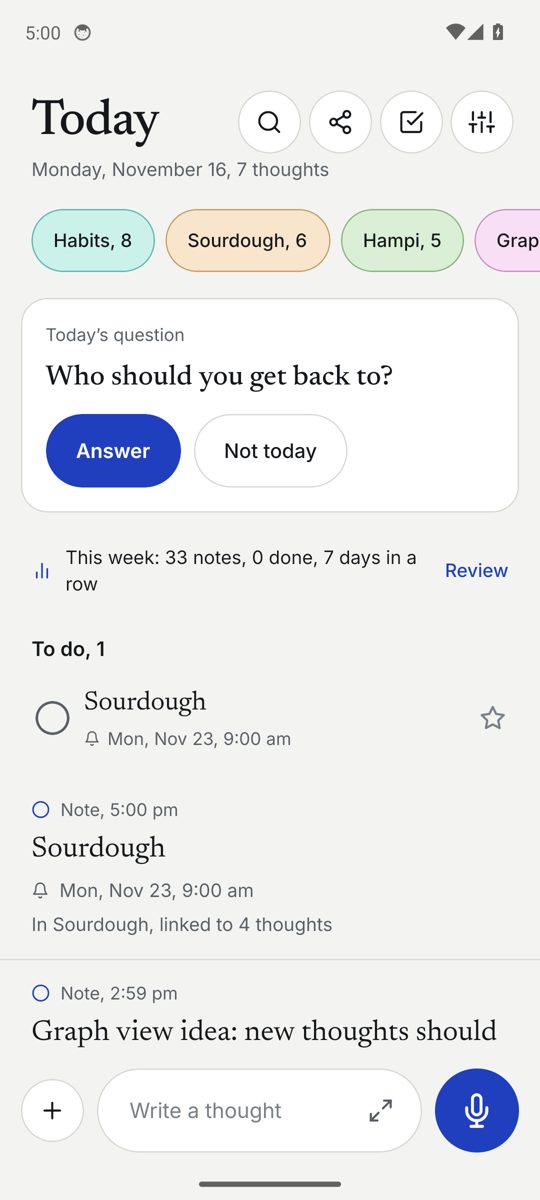 5:00
Today
Monday, November 16, 7 thoughts
Habits, 8
Sourdough, 6
Hampi, 5
Grap
Today's question
Who should you get back to?
Answer
Not today
This week: 33 notes, 0 done, 7 days in a
row
Review
To do, 1
Sourdough
Mon, Nov 23, 9:00 am
Note, 5:00 pm
Sourdough
Mon, Nov 23, 9:00 am
In Sourdough, linked to 4 thoughts
Note, 2:59 pm
Graph view idea: new thoughts should
Write a thought